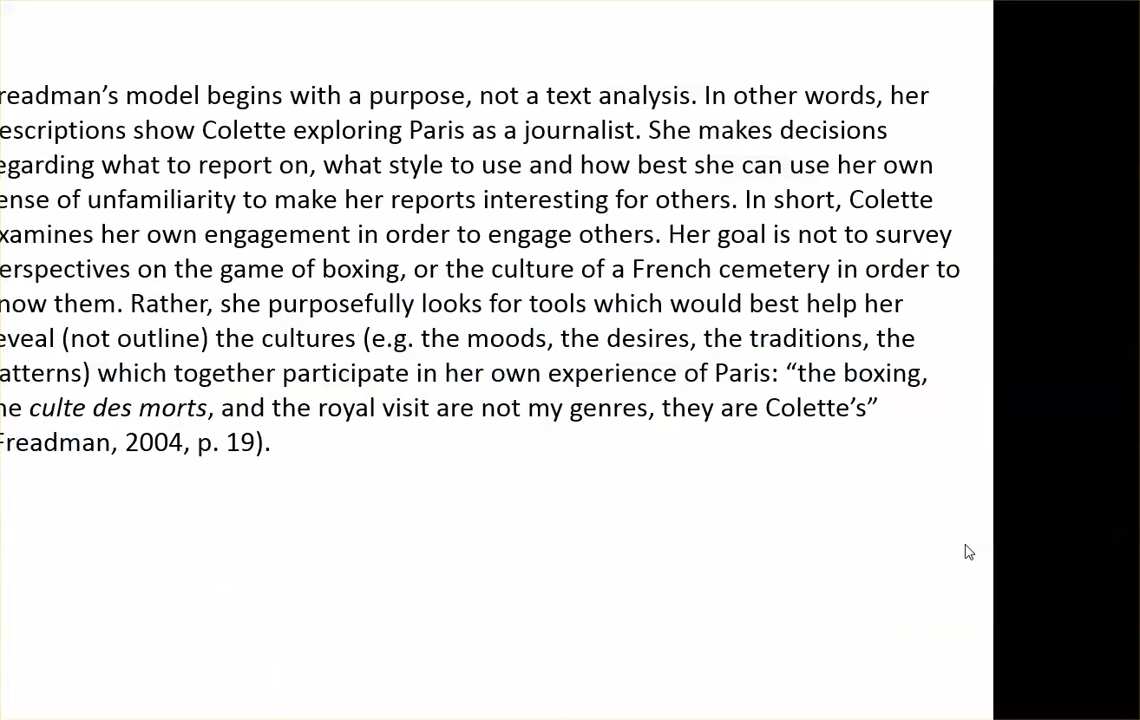 readman’s model begins with a purpose, not a text analysis. In other words, her
escriptions show Colette exploring Paris as a journalist. She makes decisions
egarding what to report on, what style to use and how best she can use her own
ense of unfamiliarity to make her reports interesting for others. In short, Colette
xamines her own engagement in order to engage others. Her goal is not to survey
erspectives on the game of boxing, or the culture of a French cemetery in order to
now them. Rather, she purposefully looks for tools which would best help her
eveal (not outline) the cultures (e.g. the moods, the desires, the traditions, the
atterns) which together participate in her own experience of Paris: “the boxing,
he culte des morts, and the royal visit are not my genres, they are Colette’s”
Freadman, 2004, p. 19).